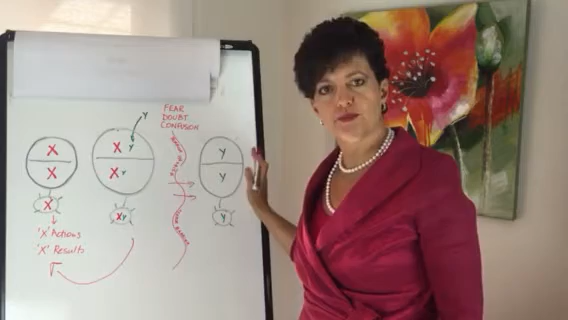 FEAR
DOUBT
CONFUSION
Y
X
X
X
'X' Actions
'X' Results
X Y
X Y
XY
Y
Y
Y